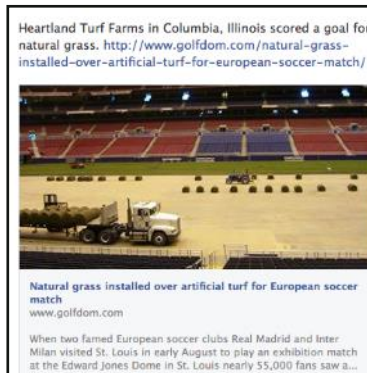 Heartland Turf Farms in Columbia, Illinois scored a goal for
natural grass. http://www.golfdom.com/natural-grass-
installed-over-artificial-turf-for-european-soccer-match/
Natural grass installed over artificial turf for European soccer
match
www.golfdom.com
When two famed European soccer clubs Real Madrid and Inter
Milan visited St. Louis in early August to play an exhibition match
at the Edward Jones Dome in St. Louis nearly 55,000 fans saw a...